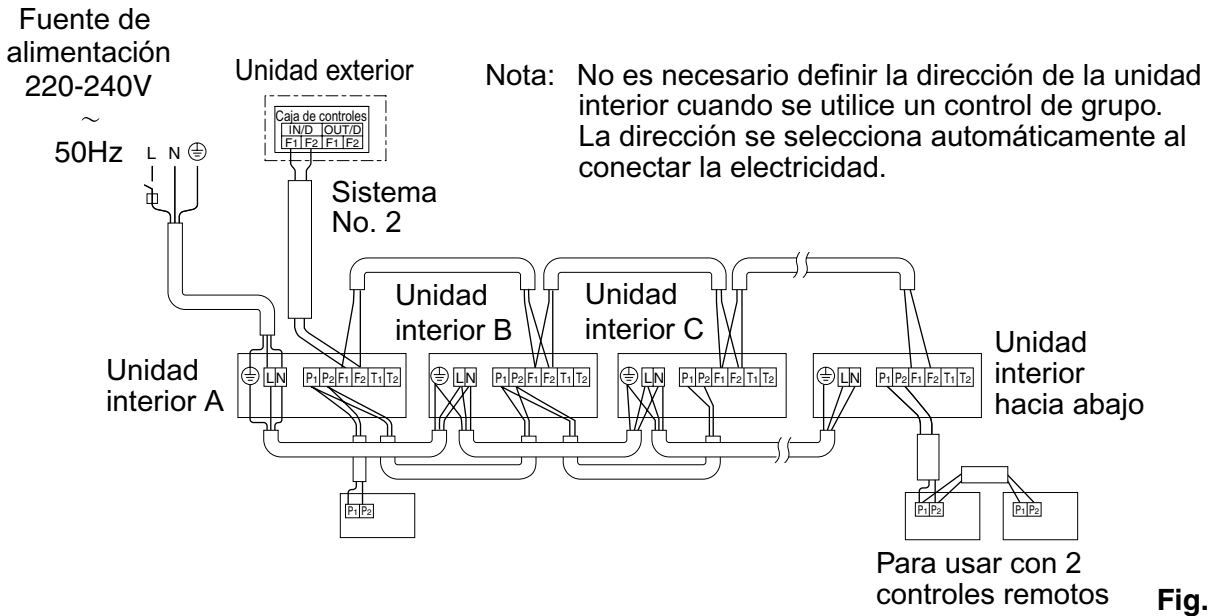 Fuente de
alimentación
220-240V
~
50Hz
L N
Unidad exterior
Caja de controles
IN/D OUT/D
F1 F2 F1 F2
Sistema
No. 2
Nota: No es necesario definir la dirección de la unidad
interior cuando se utilice un control de grupo.
La dirección se selecciona automáticamente al
conectar la electricidad.
Unidad
interior A
L N P1 P2 F1 F2 T1 T2
P1 P2
Unidad
interior B
L N P1 P2 F1 F2 T1 T2
Unidad
interior C
L N P1 P2 F1 F2 T1 T2
Unidad
interior
hacia abajo
L N P1 P2 F1 F2 T1 T2
P1 P2
P1 P2
Para usar con 2
controles remotos
Fig.